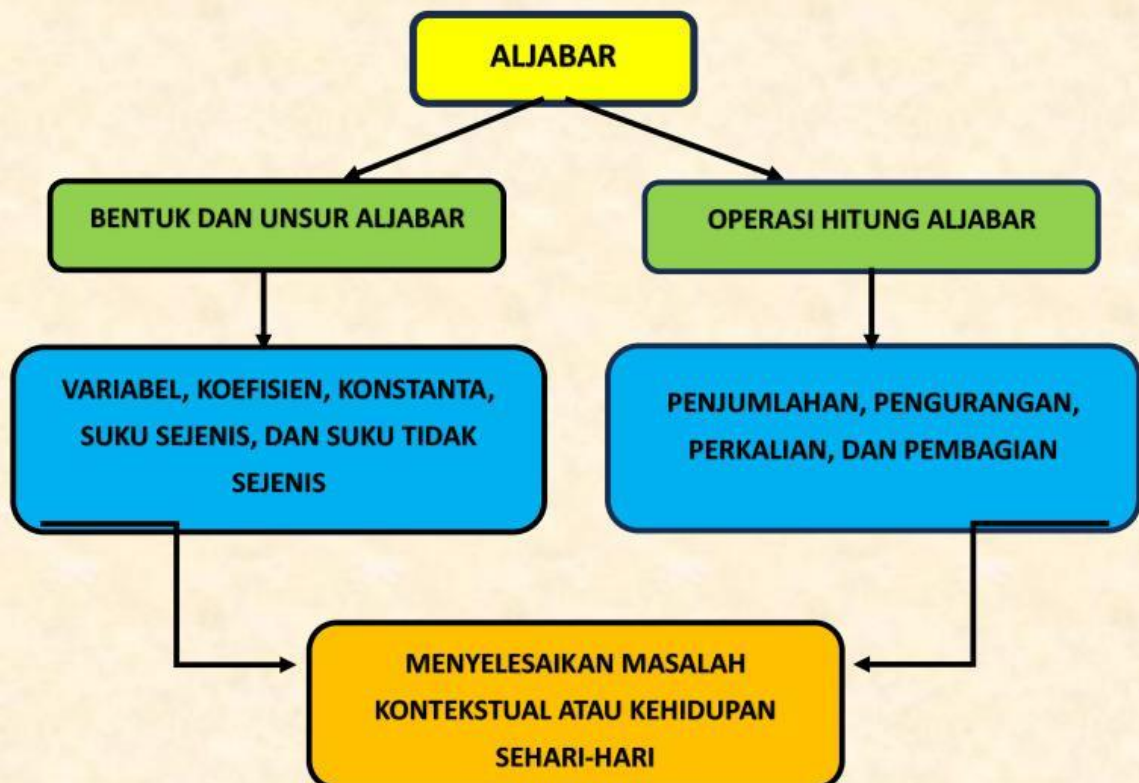 ALJABAR
BENTUK DAN UNSUR ALJABAR
OPERASI HITUNG ALJABAR
VARIABEL, KOEFISIEN, KONSTANTA,
SUKU SEJENIS, DAN SUKU TIDAK
SEJENIS
PENJUMLAHAN, PENGURANGAN,
PERKALIAN, DAN PEMBAGIAN
MENYELESAIKAN MASALAH
KONTEKSTUAL ATAU KEHIDUPAN
SEHARI-HARI